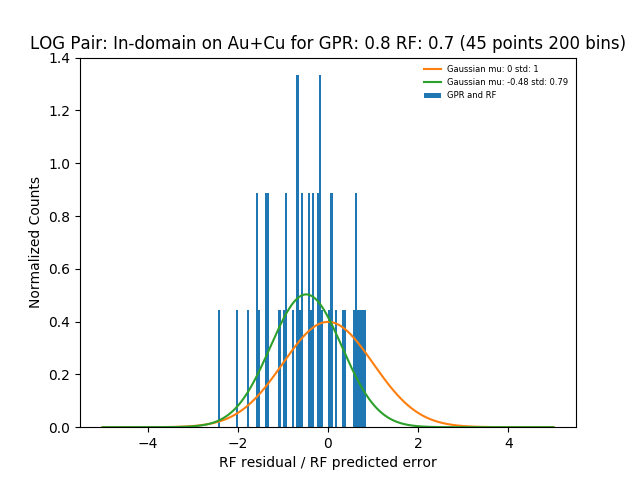 LOG Pair: In-domain on Au+Cu for GPR: 0.8 RF: 0.7 (45 points 200 bins)
1.4
1.2
1.0
0.8
0.6
0.4
0.2
0.0
Normalized Counts
Gaussian mu: 0 std: 1
Gaussian mu: -0.48 std: 0.79
GPR and RF
−4 −2 0 2 4
RF residual / RF predicted error